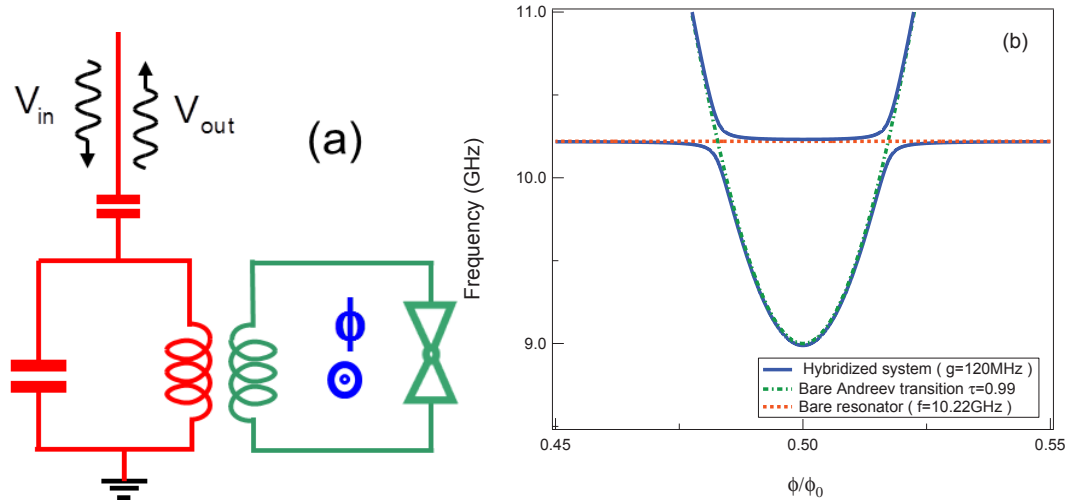 V_in
V_out
(a)
ϕ
(b)
Frequency (GHz)
11.0
10.0
9.0
Hybridized system ( g=120MHz )
Bare Andreev transition τ=0.99
Bare resonator ( f=10.22GHz )
0.45
0.50
0.55
ϕ/ϕ₀